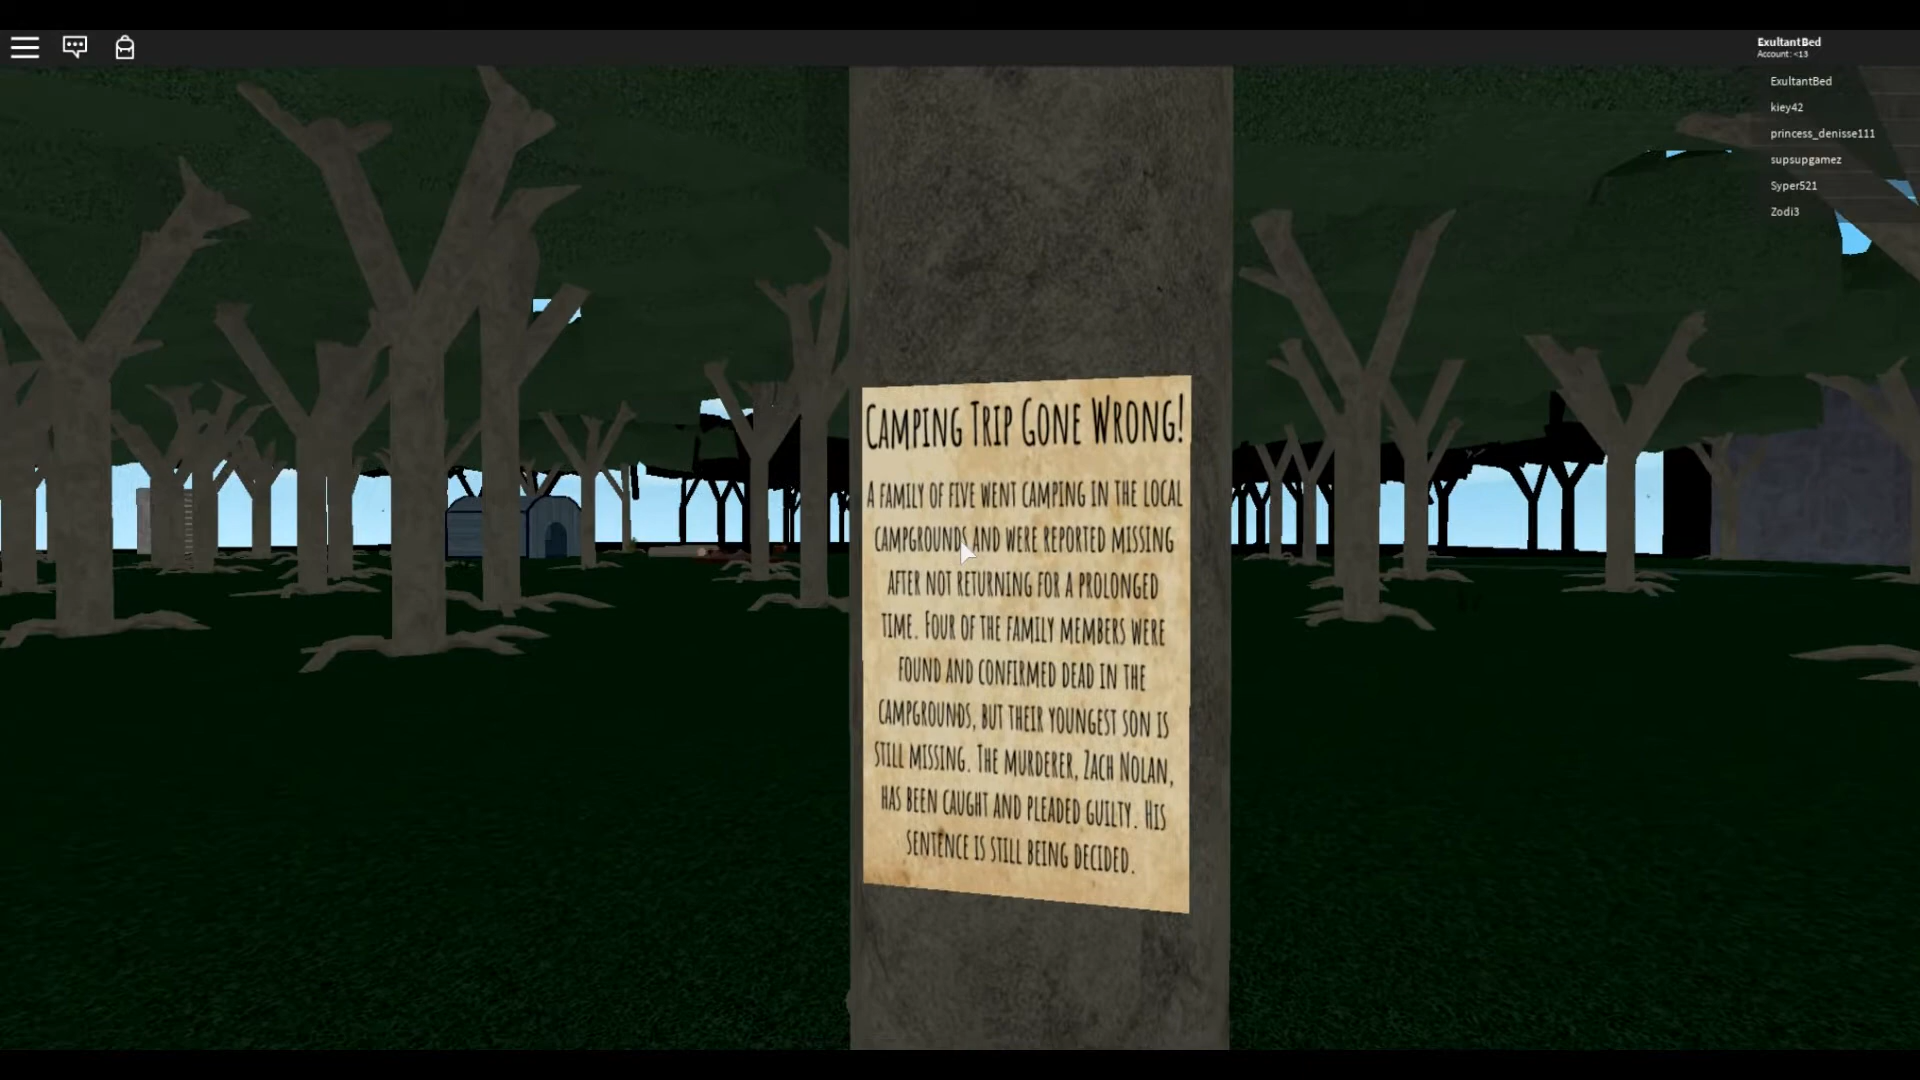 ExultantBed
Account: <13
ExultantBed
kiey42
princess_denisse111
supsupgamez
Syper521
Zodi3
CAMPING TRIP GONE WRONG!
A FAMILY OF FIVE WENT CAMPING IN THE LOCAL
CAMPGROUNDS AND WERE REPORTED MISSING
AFTER NOT RETURNING FOR A PROLONGED
TIME. FOUR OF THE FAMILY MEMBERS WERE
FOUND AND CONFIRMED DEAD IN THE
CAMPGROUNDS, BUT THEIR YOUNGEST SON IS
STILL MISSING. THE MURDERER, ZACH NOLAN,
HAS BEEN CAUGHT AND PLEADED GUILTY. HIS
SENTENCE IS STILL BEING DECIDED.